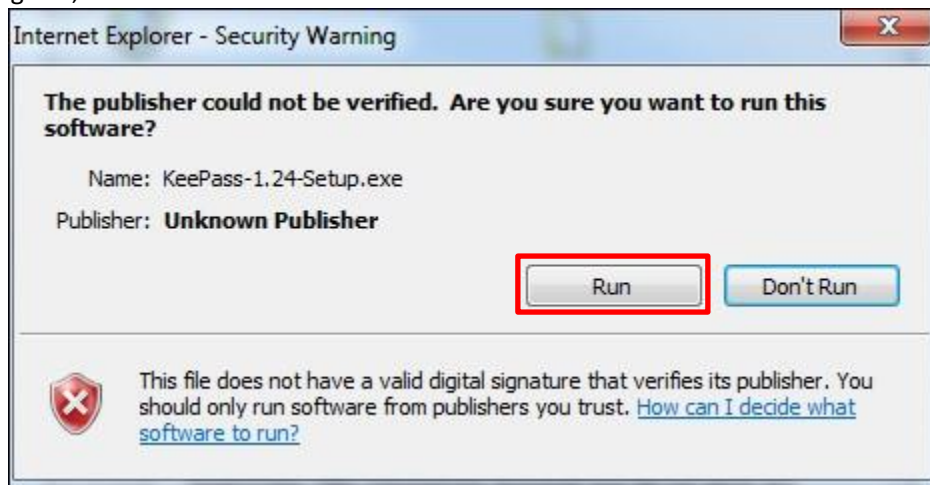 Internet Explorer - Security Warning
The publisher could not be verified. Are you sure you want to run this
software?
Name: KeePass-1.24-Setup.exe
Publisher: Unknown Publisher
Run
Don't Run
This file does not have a valid digital signature that verifies its publisher. You
should only run software from publishers you trust. How can I decide what
software to run?